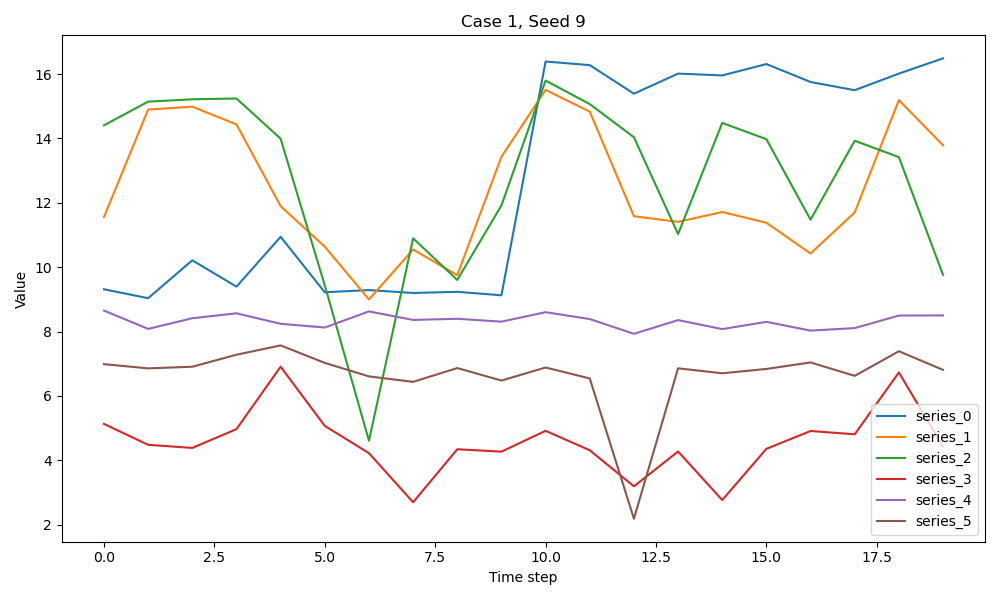 Case 1, Seed 9
Value
16
14
12
10
8
6
4
2
series_0
series_1
series_2
series_3
series_4
series_5
0.0 2.5 5.0 7.5 10.0 12.5 15.0 17.5
Time step